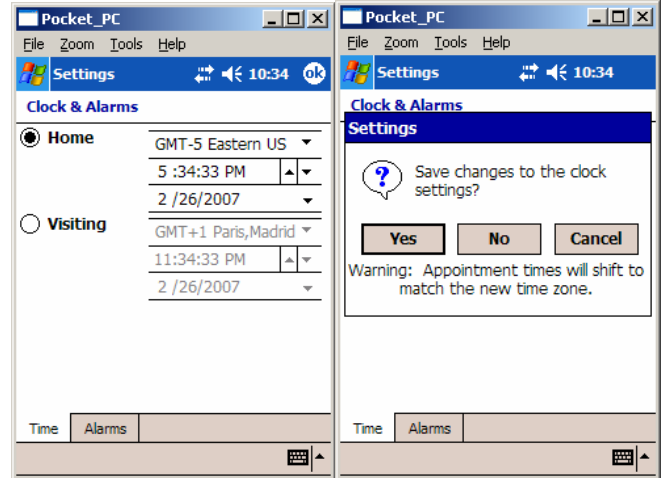 Pocket_PC
File Zoom Tools Help
Settings 10:34 ok
Clock & Alarms
Home
GMT-5 Eastern US
5 :34:33 PM
2 /26/2007
Visiting
GMT+1 Paris,Madrid
11:34:33 PM
2 /26/2007
Time Alarms
Pocket_PC
File Zoom Tools Help
Settings 10:34
Clock & Alarms
Settings
Save changes to the clock
settings?
Yes No Cancel
Warning: Appointment times will shift to
match the new time zone.
Time Alarms